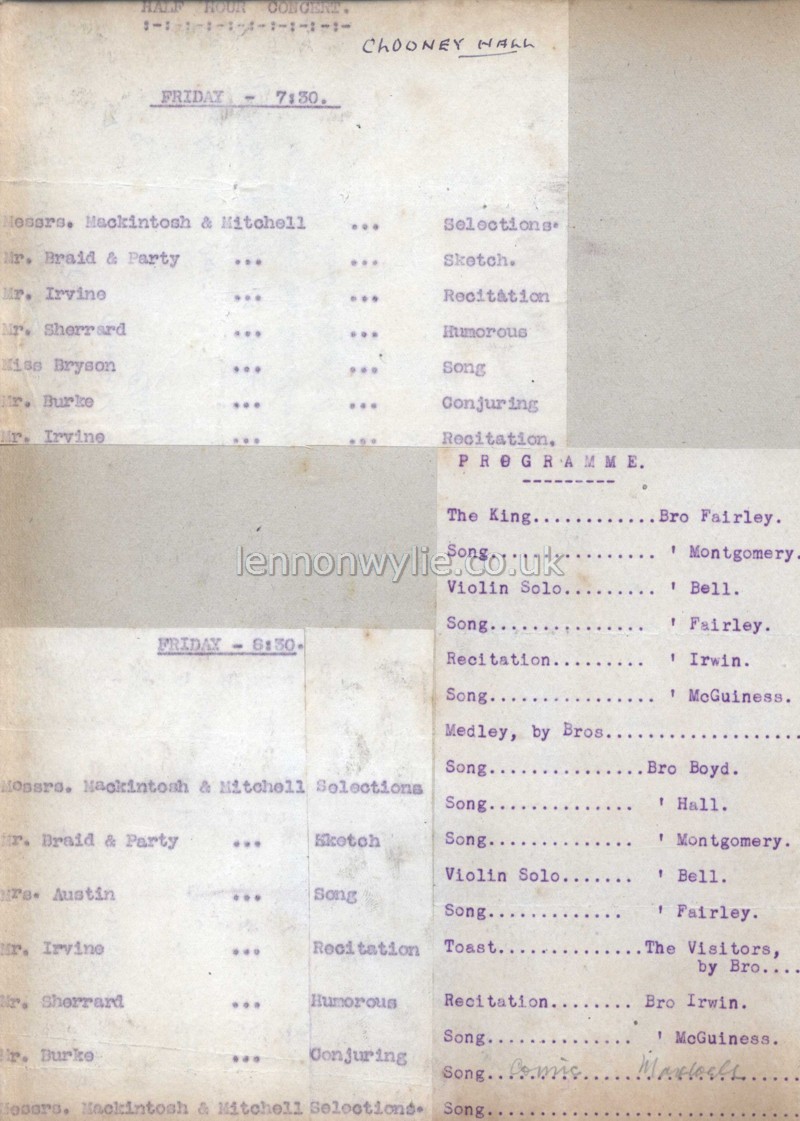 HALF HOUR CONCERT.
:-:-:-:-:-:-:-:-:-:-
CLOONEY HALL
FRIDAY - 7:30.
Messrs. Mackintosh & Mitchell ... Selections.
Mr. Braid & Party ... ... Sketch.
Mr. Irvine ... ... Recitation
Mr. Sherrard ... ... Humorous
Miss Bryson ... ... Song
Mr. Burke ... ... Conjuring
Mr. Irvine ... ... Recitation.
FRIDAY - 8:30.
Messrs. Mackintosh & Mitchell Selections
Mr. Braid & Party ... Sketch
Mrs. Austin ... Song
Mr. Irvine ... Recitation
Mr. Sherrard ... Humorous
Mr. Burke ... Conjuring
Messrs. Mackintosh & Mitchell Selections.
PROGRAMME.
---------
The King............Bro Fairley.
Song................ ' Montgomery.
Violin Solo......... ' Bell.
Song............... ' Fairley.
Recitation......... ' Irwin.
Song................ ' McGuiness.
Medley, by Bros...................
Song...............Bro Boyd.
Song.............. ' Hall.
Song.............. ' Montgomery.
Violin Solo....... ' Bell.
Song............. ' Fairley.
Toast..............The Visitors,
by Bro....
Recitation........ Bro Irwin.
Song.............. ' McGuiness.
Song..Comic
Song...............................
lennonwylie.co.uk